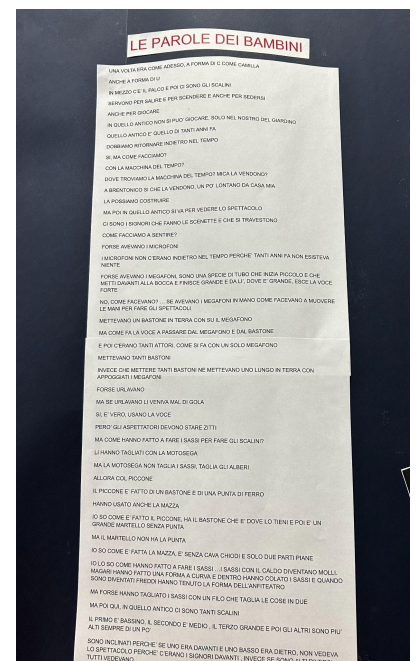 LE PAROLE DEI BAMBINI
UNA VOLTA ERA COME ADESSO, A FORMA DI C COME CAMILLA
ANCHE A FORMA DI U
IN MEZZO C'E' IL PALCO E POI CI SONO GLI SCALINI
SERVONO PER SALIRE E PER SCENDERE E ANCHE PER SEDERSI
ANCHE PER GIOCARE
IN QUELLO ANTICO NON SI PUO' GIOCARE, SOLO NEL NOSTRO DEL GIARDINO
QUELLO ANTICO E' QUELLO DI TANTI ANNI FA
DOBBIAMO RITORNARE INDIETRO NEL TEMPO
SI, MA COME FACCIAMO?
CON LA MACCHINA DEL TEMPO?
DOVE TROVIAMO LA MACCHINA DEL TEMPO? MICA LA VENDONO?
A BRENTONICO SI CHE LA VENDONO, UN PO' LONTANO DA CASA MIA
LA POSSIAMO COSTRUIRE
MA POI IN QUELLO ANTICO SI VA PER VEDERE LO SPETTACOLO
CI SONO I SIGNORI CHE FANNO LE SCENETTE E CHE SI TRAVESTONO
COME FACCIAMO A SENTIRE?
FORSE AVEVANO I MICROFONI
I MICROFONI NON C'ERANO INDIETRO NEL TEMPO PERCHE' TANTI ANNI FA NON ESISTEVA
NIENTE
FORSE AVEVANO I MEGAFONI, SONO UNA SPECIE DI TUBO CHE INIZIA PICCOLO E CHE
METTI DAVANTI ALLA BOCCA E FINISCE GRANDE E DA LI', DOVE E' GRANDE, ESCE LA VOCE
FORTE
NO, COME FACEVANO? ....SE AVEVANO I MEGAFONI IN MANO COME FACEVANO A MUOVERE
LE MANI PER FARE GLI SPETTACOLI
METTEVANO UN BASTONE IN TERRA CON SU IL MEGAFONO
MA COME FA LA VOCE A PASSARE DAL MEGAFONO E DAL BASTONE
E POI C'ERANO TANTI ATTORI, COME SI FA CON UN SOLO MEGAFONO
METTEVANO TANTI BASTONI
INVECE CHE METTERE TANTI BASTONI NE METTEVANO UNO LUNGO IN TERRA CON
APPOGGIATI I MEGAFONI
FORSE URLAVANO
MA SE URLAVANO LI VENIVA MAL DI GOLA
SI, E' VERO, USANO LA VOCE
PERO' GLI ASPETTATORI DEVONO STARE ZITTI
MA COME HANNO FATTO A FARE I SASSI PER FARE GLI SCALINI?
LI HANNO TAGLIATI CON LA MOTOSEGA
MA LA MOTOSEGA NON TAGLIA I SASSI, TAGLIA GLI ALBERI
ALLORA COL PICCONE
IL PICCONE E' FATTO DI UN BASTONE E DI UNA PUNTA DI FERRO
HANNO USATO ANCHE LA MAZZA
IO SO COME E' FATTO IL PICCONE, HA IL BASTONE CHE E' DOVE LO TIENI E POI E' UN
GRANDE MARTELLO SENZA PUNTA
MA IL MARTELLO NON HA LA PUNTA
IO SO COME E' FATTA LA MAZZA, E' SENZA CAVA CHIODI E SOLO DUE PARTI PIANE
IO LO SO COME HANNO FATTO A FARE I SASSI ...I SASSI CON IL CALDO DIVENTANO MOLLI.
MAGARI HANNO FATTO UNA FORMA A CURVA E DENTRO HANNO COLATO I SASSI E QUANDO
SONO DIVENTATI FREDDI HANNO TENUTO LA FORMA DELL'ANFITEATRO
MA FORSE HANNO TAGLIATO I SASSI CON UN FILO CHE TAGLIA LE COSE IN DUE
MA POI QUI, IN QUELLO ANTICO CI SONO TANTI SCALINI
IL PRIMO E' BASSINO, IL SECONDO E' MEDIO , IL TERZO GRANDE E POI GLI ALTRI SONO PIU'
ALTI SEMPRE DI UN PO'
SONO INCLINATI PERCHE' SE UNO ERA DAVANTI E UNO BASSO ERA DIETRO, NON VEDEVA
LO SPETTACOLO PERCHE' C'ERANO I SIGNORI DAVANTI , INVECE SE SONO ALTI
TUTTI VEDEVANO